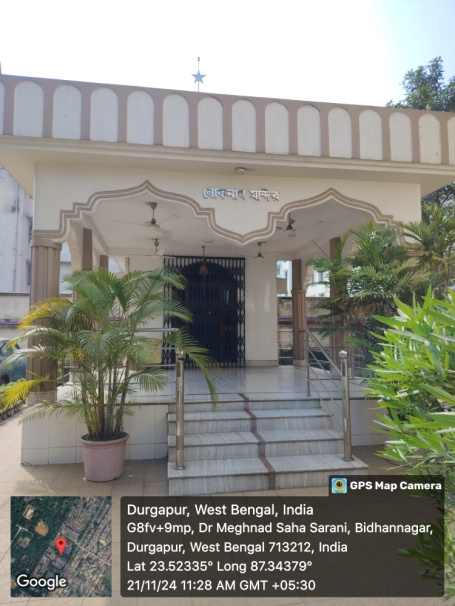 লোকনাথ মন্দির
GPS Map Camera
Durgapur, West Bengal, India
G8fv+9mp, Dr Meghnad Saha Sarani, Bidhannagar,
Durgapur, West Bengal 713212, India
Lat 23.52335° Long 87.34379°
21/11/24 11:28 AM GMT +05:30
Google